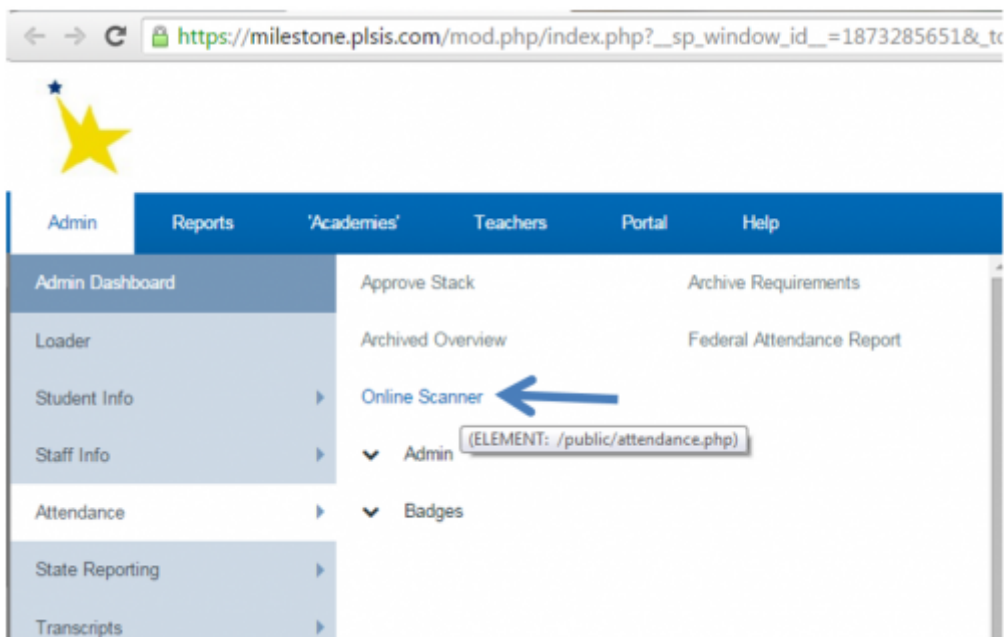 https://milestone.plsis.com/mod.php/index.php?__sp_window_id__=1873285651&_to
Admin Reports 'Academies' Teachers Portal Help
Admin Dashboard Approve Stack Archive Requirements
Loader Archived Overview Federal Attendance Report
Student Info Online Scanner
(ELEMENT: /public/attendance.php)
Staff Info Admin
Attendance Badges
State Reporting
Transcripts